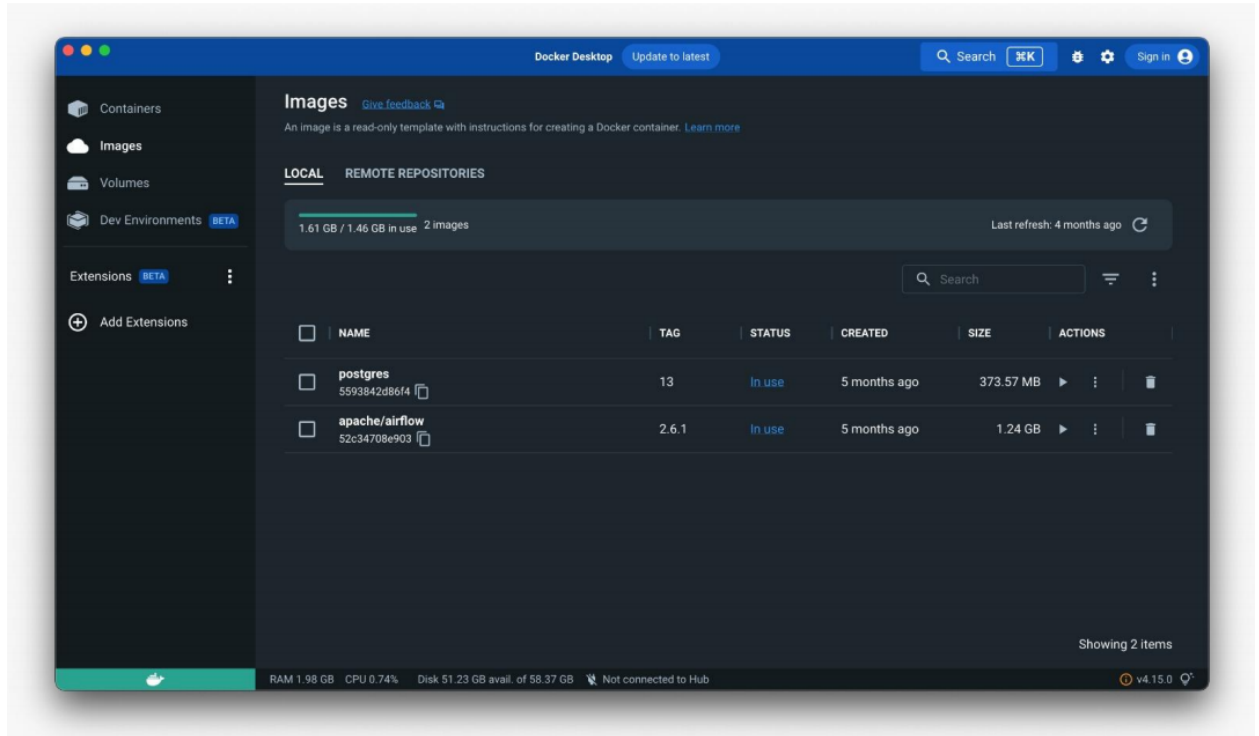 Docker Desktop Update to latest Search ⌘K Sign in
Containers
Images
Volumes
Dev Environments BETA
Extensions BETA
Add Extensions
Images Give feedback
An image is a read-only template with instructions for creating a Docker container. Learn more
LOCAL REMOTE REPOSITORIES
1.61 GB / 1.46 GB in use 2 images Last refresh: 4 months ago
Search
NAME TAG STATUS CREATED SIZE ACTIONS
postgres
5593842d86f4 13 In use 5 months ago 373.57 MB
apache/airflow
52c34708e903 2.6.1 In use 5 months ago 1.24 GB
Showing 2 items
RAM 1.98 GB CPU 0.74% Disk 51.23 GB avail. of 58.37 GB Not connected to Hub v4.15.0